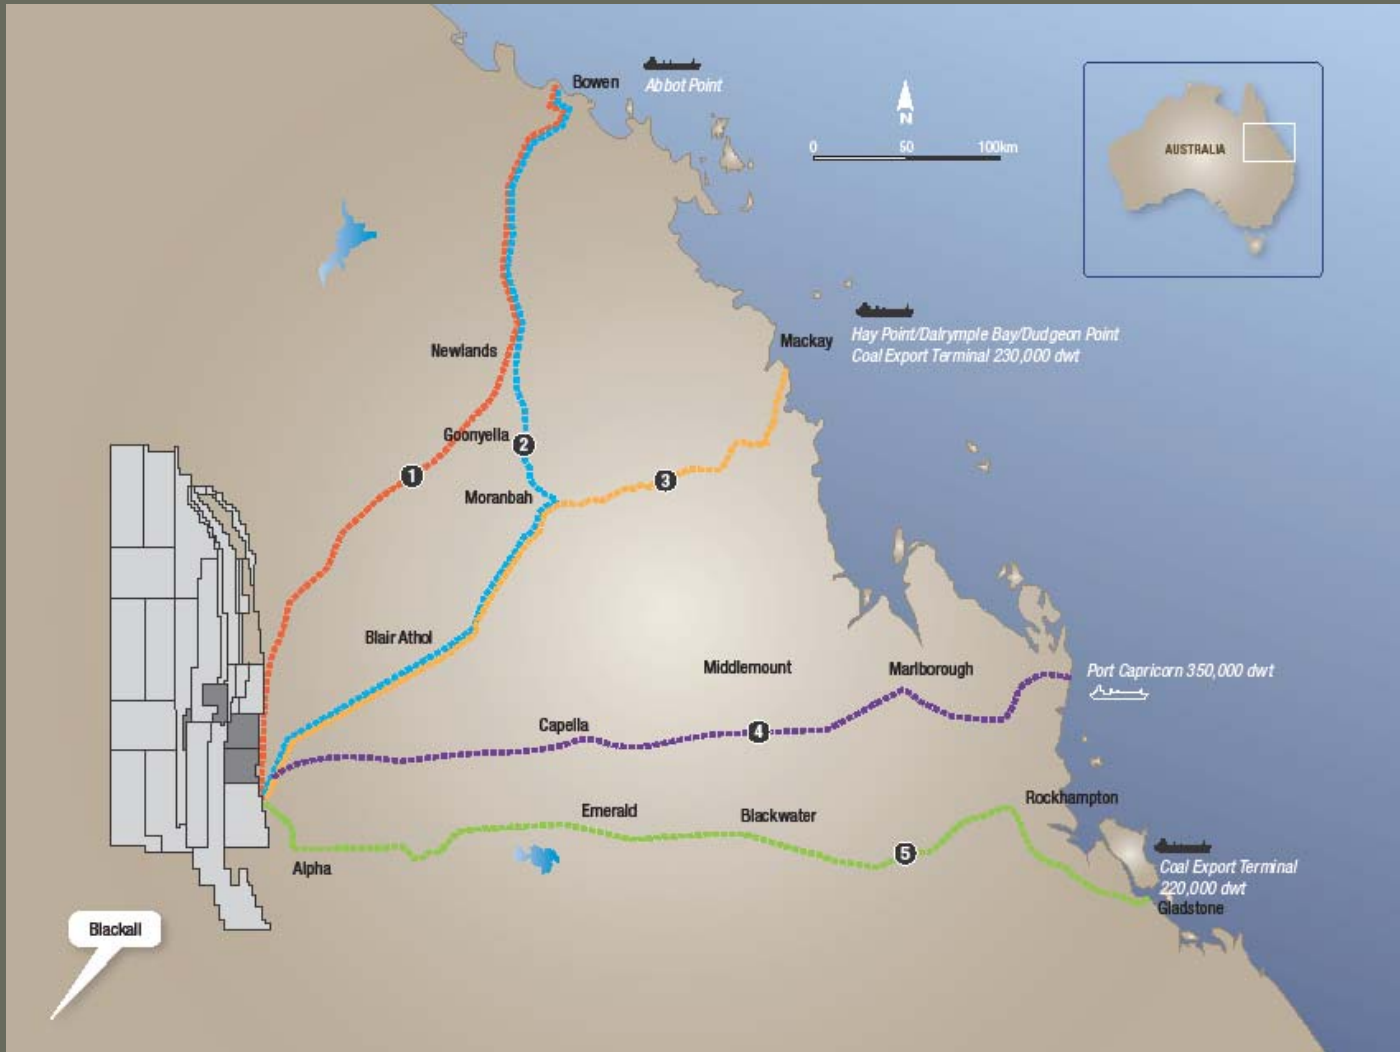 Bowen
Abbot Point
N
0 50 100km
AUSTRALIA
Newlands
Mackay
Hay Point/Dalrymple Bay/Dudgeon Point
Coal Export Terminal 230,000 dwt
Goonyella
2
1
3
Moranbah
Blair Athol
Middlemount
Marlborough
Port Capricorn 350,000 dwt
Capella
4
Emerald
Blackwater
Rockhampton
5
Alpha
Coal Export Terminal
220,000 dwt
Gladstone
Blackall